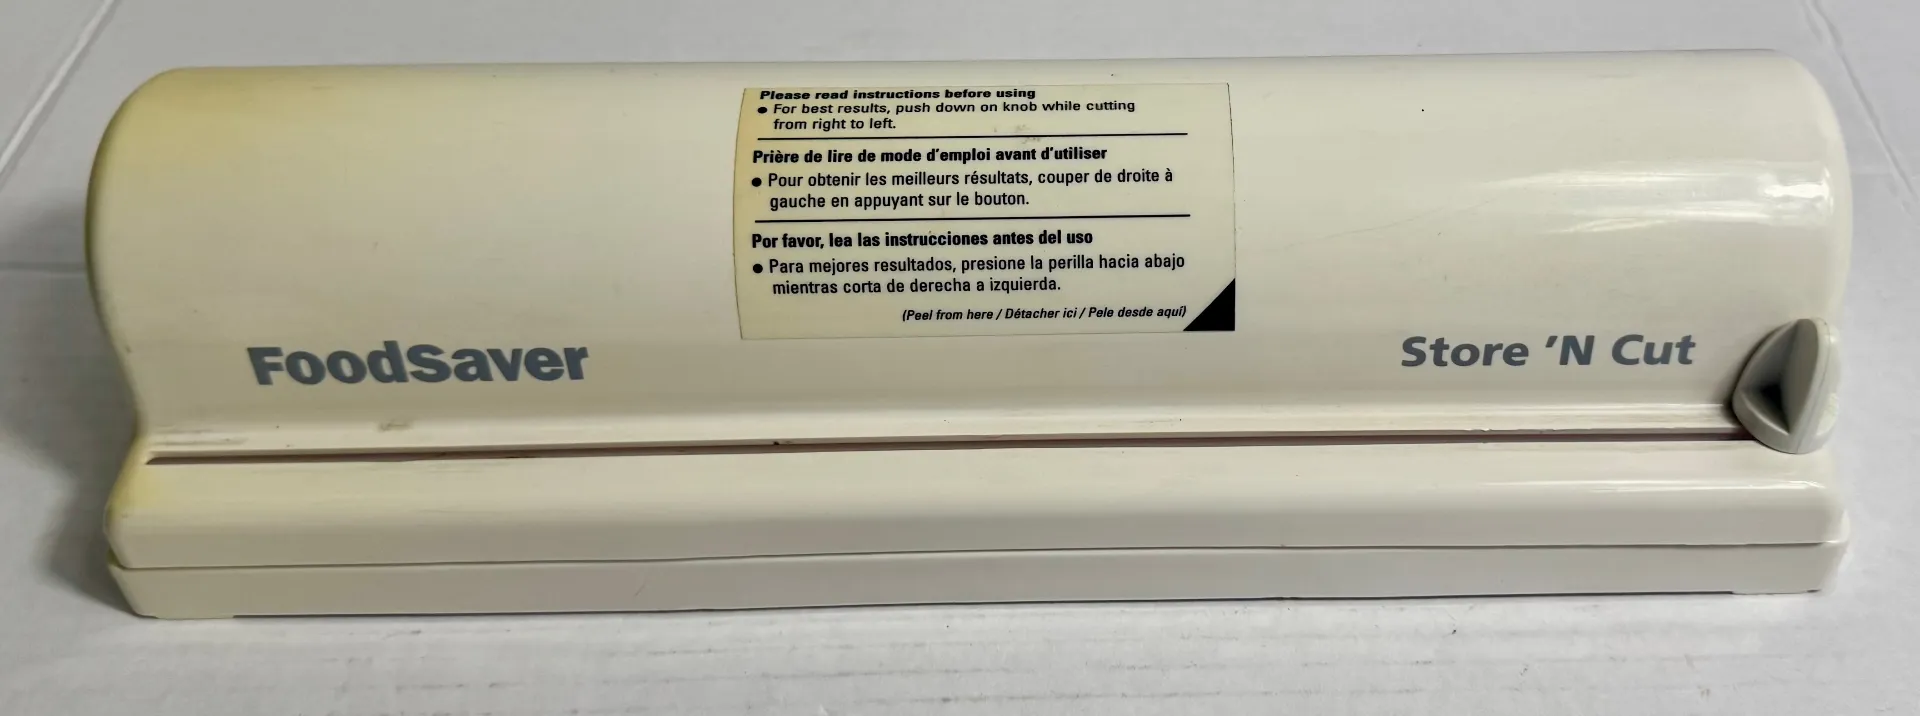 Please read instructions before using
● For best results, push down on knob while cutting
from right to left.
Prière de lire de mode d'emploi avant d'utiliser
● Pour obtenir les meilleurs résultats, couper de droite à
gauche en appuyant sur le bouton.
Por favor, lea las instrucciones antes del uso
● Para mejores resultados, presione la perilla hacia abajo
mientras corta de derecha a izquierda.
(Peel from here / Détacher ici / Pele desde aquí)
FoodSaver
Store 'N Cut